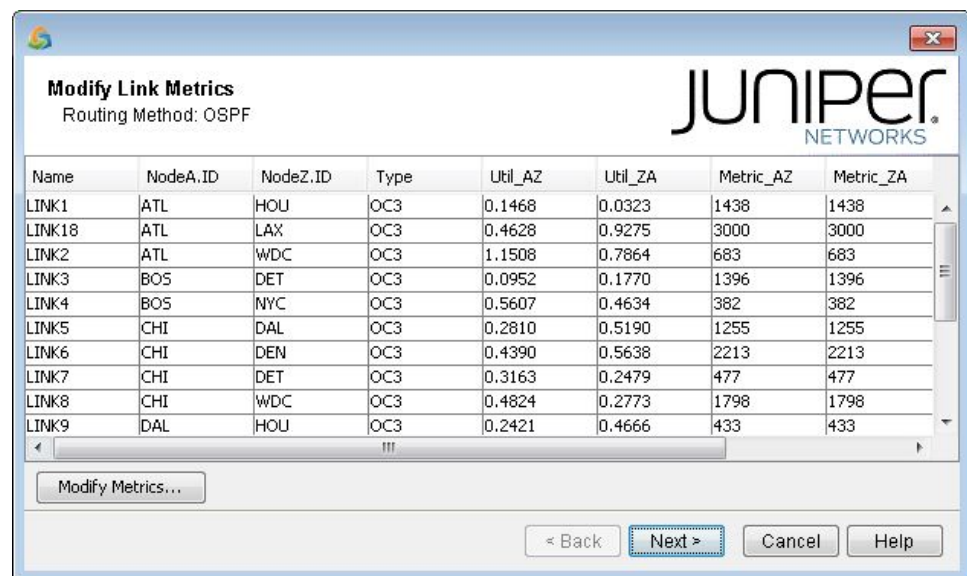 Modify Link Metrics
Routing Method: OSPF
JUNIPER
NETWORKS
Name NodeA.ID NodeZ.ID Type Util_AZ Util_ZA Metric_AZ Metric_ZA
LINK1 ATL HOU OC3 0.1468 0.0323 1438 1438
LINK18 ATL LAX OC3 0.4628 0.9275 3000 3000
LINK2 ATL WDC OC3 1.1508 0.7864 683 683
LINK3 BOS DET OC3 0.0952 0.1770 1396 1396
LINK4 BOS NYC OC3 0.5607 0.4634 382 382
LINK5 CHI DAL OC3 0.2810 0.5190 1255 1255
LINK6 CHI DEN OC3 0.4390 0.5638 2213 2213
LINK7 CHI DET OC3 0.3163 0.2479 477 477
LINK8 CHI WDC OC3 0.4824 0.2773 1798 1798
LINK9 DAL HOU OC3 0.2421 0.4666 433 433
Modify Metrics...
< Back Next > Cancel Help